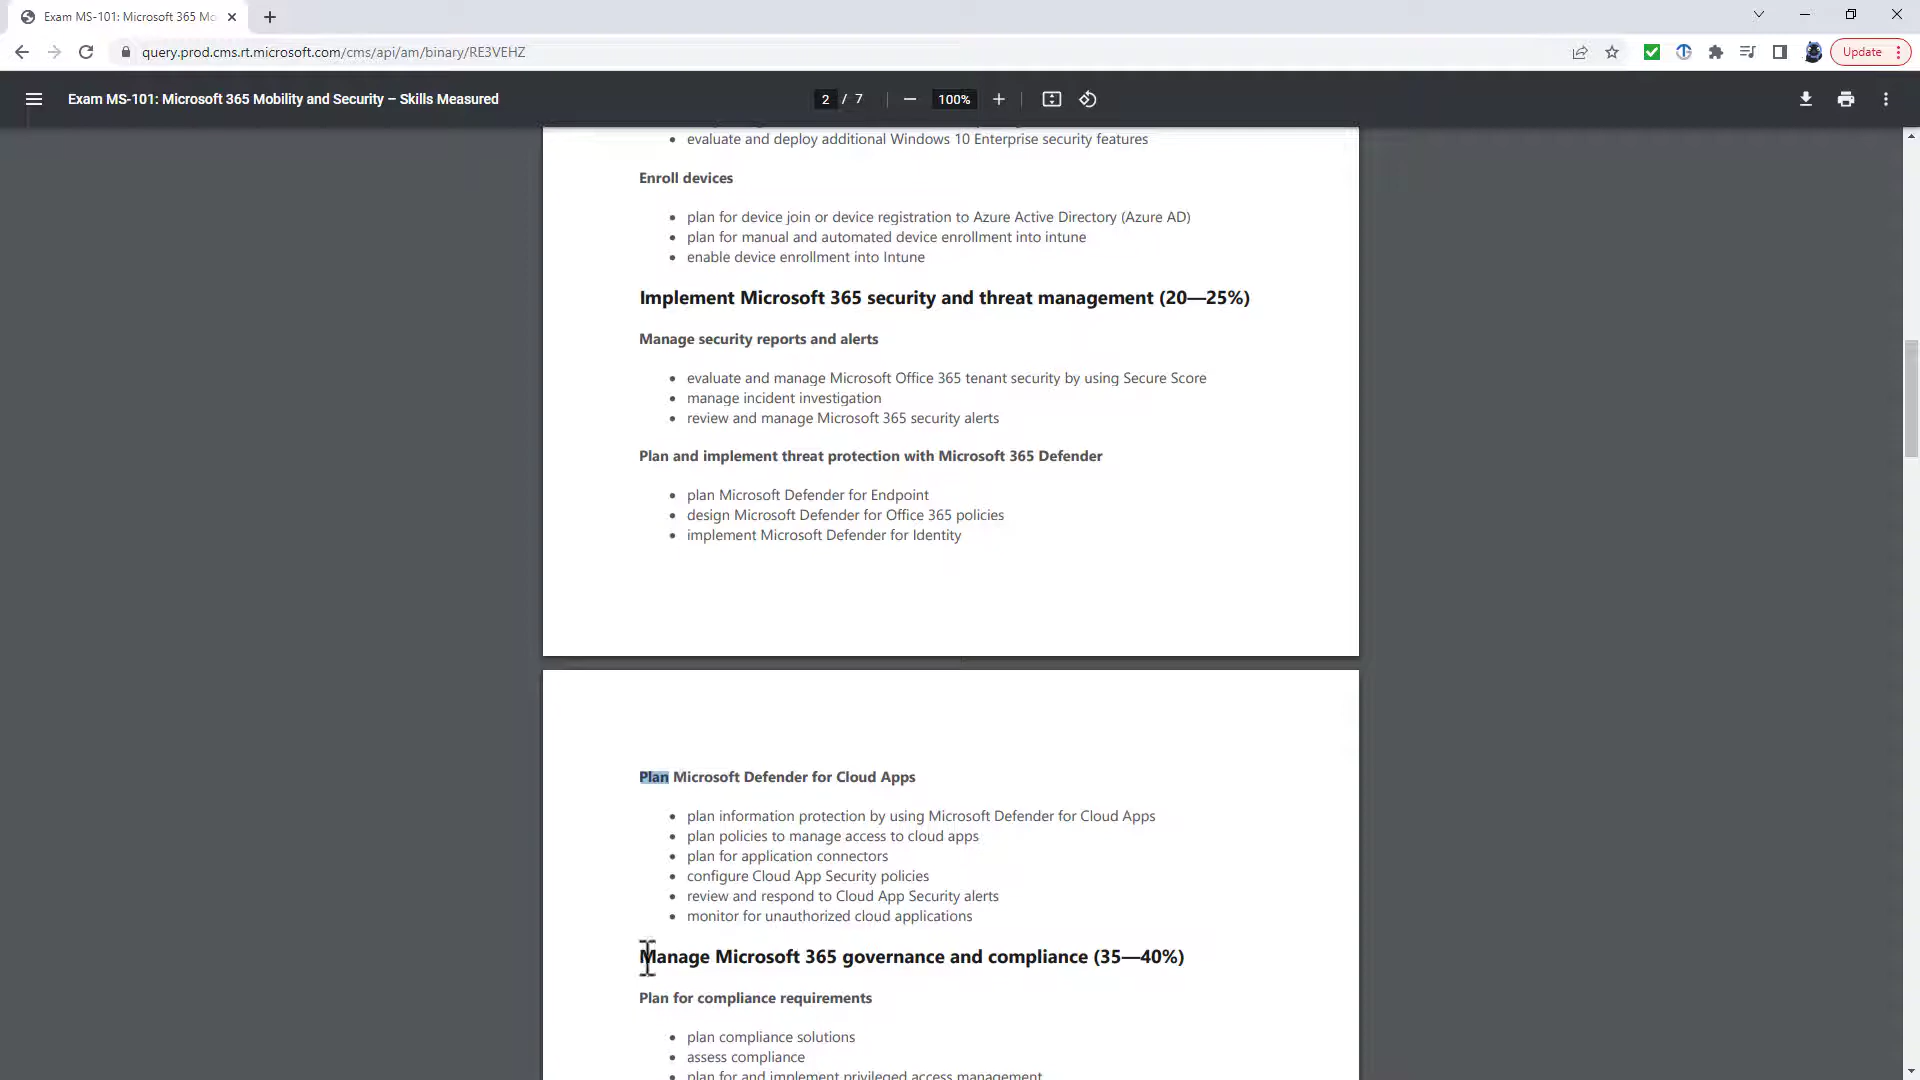 Exam MS-101: Microsoft 365 Mo
query.prod.cms.rt.microsoft.com/cms/api/am/binary/RE3VEHZ
Update
Exam MS-101: Microsoft 365 Mobility and Security – Skills Measured
2 / 7
100%
• evaluate and deploy additional Windows 10 Enterprise security features
Enroll devices
• plan for device join or device registration to Azure Active Directory (Azure AD)
• plan for manual and automated device enrollment into intune
• enable device enrollment into Intune
Implement Microsoft 365 security and threat management (20—25%)
Manage security reports and alerts
• evaluate and manage Microsoft Office 365 tenant security by using Secure Score
• manage incident investigation
• review and manage Microsoft 365 security alerts
Plan and implement threat protection with Microsoft 365 Defender
• plan Microsoft Defender for Endpoint
• design Microsoft Defender for Office 365 policies
• implement Microsoft Defender for Identity
Plan Microsoft Defender for Cloud Apps
• plan information protection by using Microsoft Defender for Cloud Apps
• plan policies to manage access to cloud apps
• plan for application connectors
• configure Cloud App Security policies
• review and respond to Cloud App Security alerts
• monitor for unauthorized cloud applications
Manage Microsoft 365 governance and compliance (35—40%)
Plan for compliance requirements
• plan compliance solutions
• assess compliance
• plan for and implement privileged access management